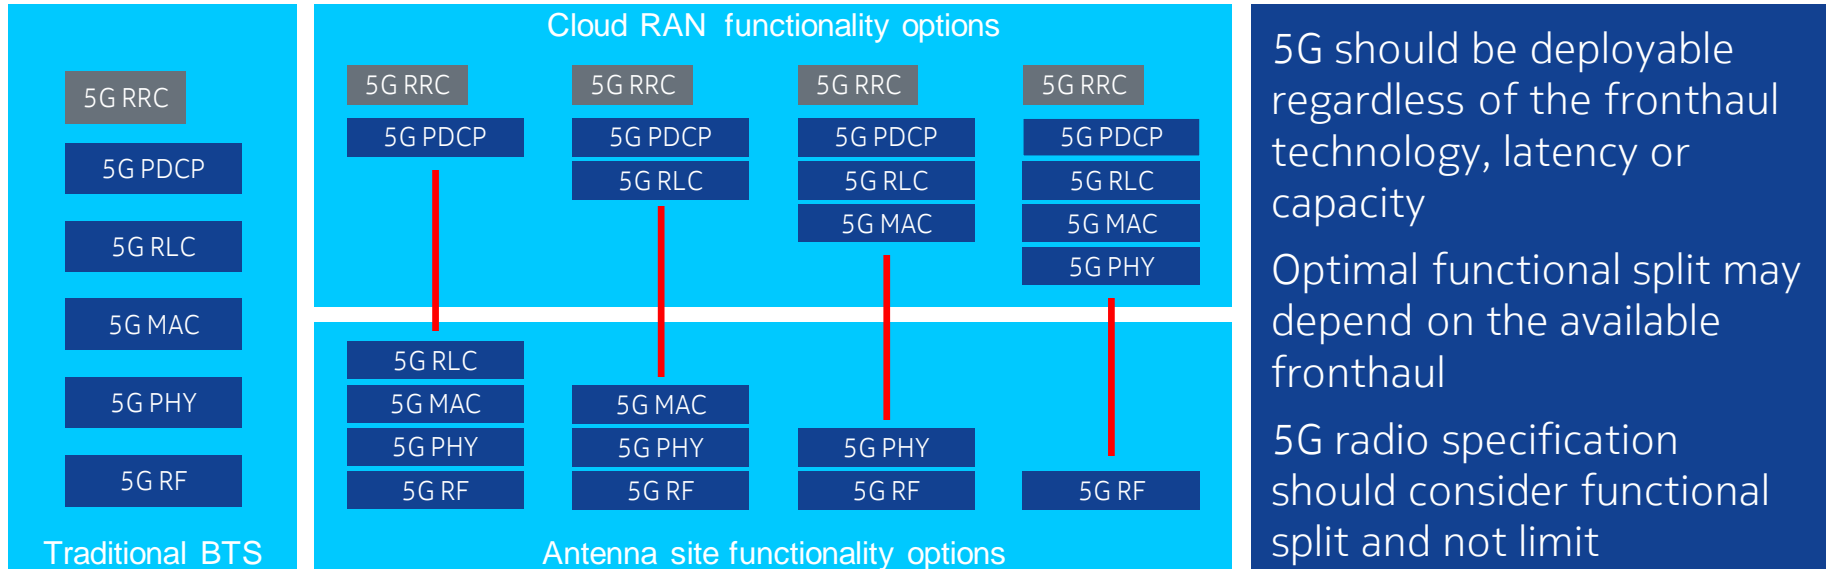 5G RRC
5G PDCP
5G RLC
5G MAC
5G PHY
5G RF
Traditional BTS
Cloud RAN functionality options
5G RRC
5G PDCP
5G RRC
5G PDCP
5G RLC
5G RRC
5G PDCP
5G RLC
5G MAC
5G RRC
5G PDCP
5G RLC
5G MAC
5G PHY
5G RLC
5G MAC
5G PHY
5G RF
5G MAC
5G PHY
5G RF
5G PHY
5G RF
5G RF
Antenna site functionality options
5G should be deployable
regardless of the fronthaul
technology, latency or
capacity
Optimal functional split may
depend on the available
fronthaul
5G radio specification
should consider functional
split and not limit